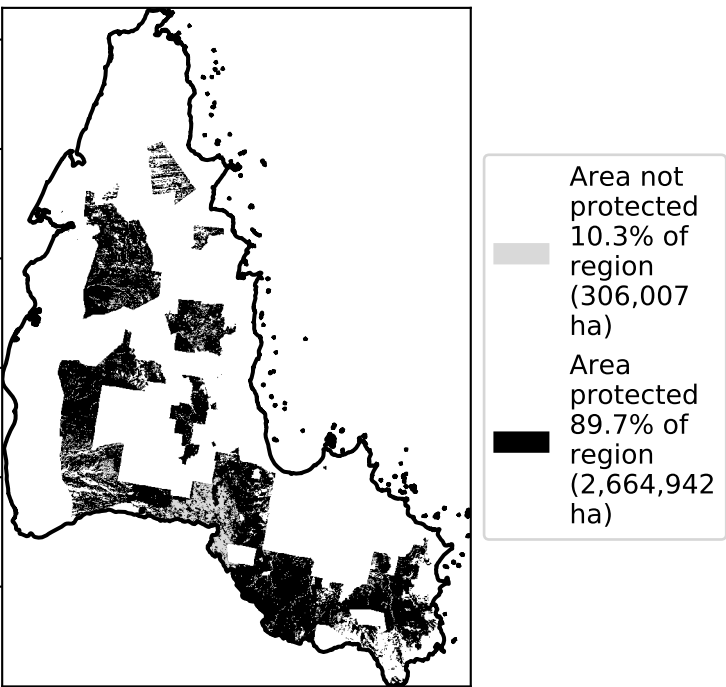 Area not
protected
10.3% of
region
(306,007
ha)
Area
protected
89.7% of
region
(2,664,942
ha)